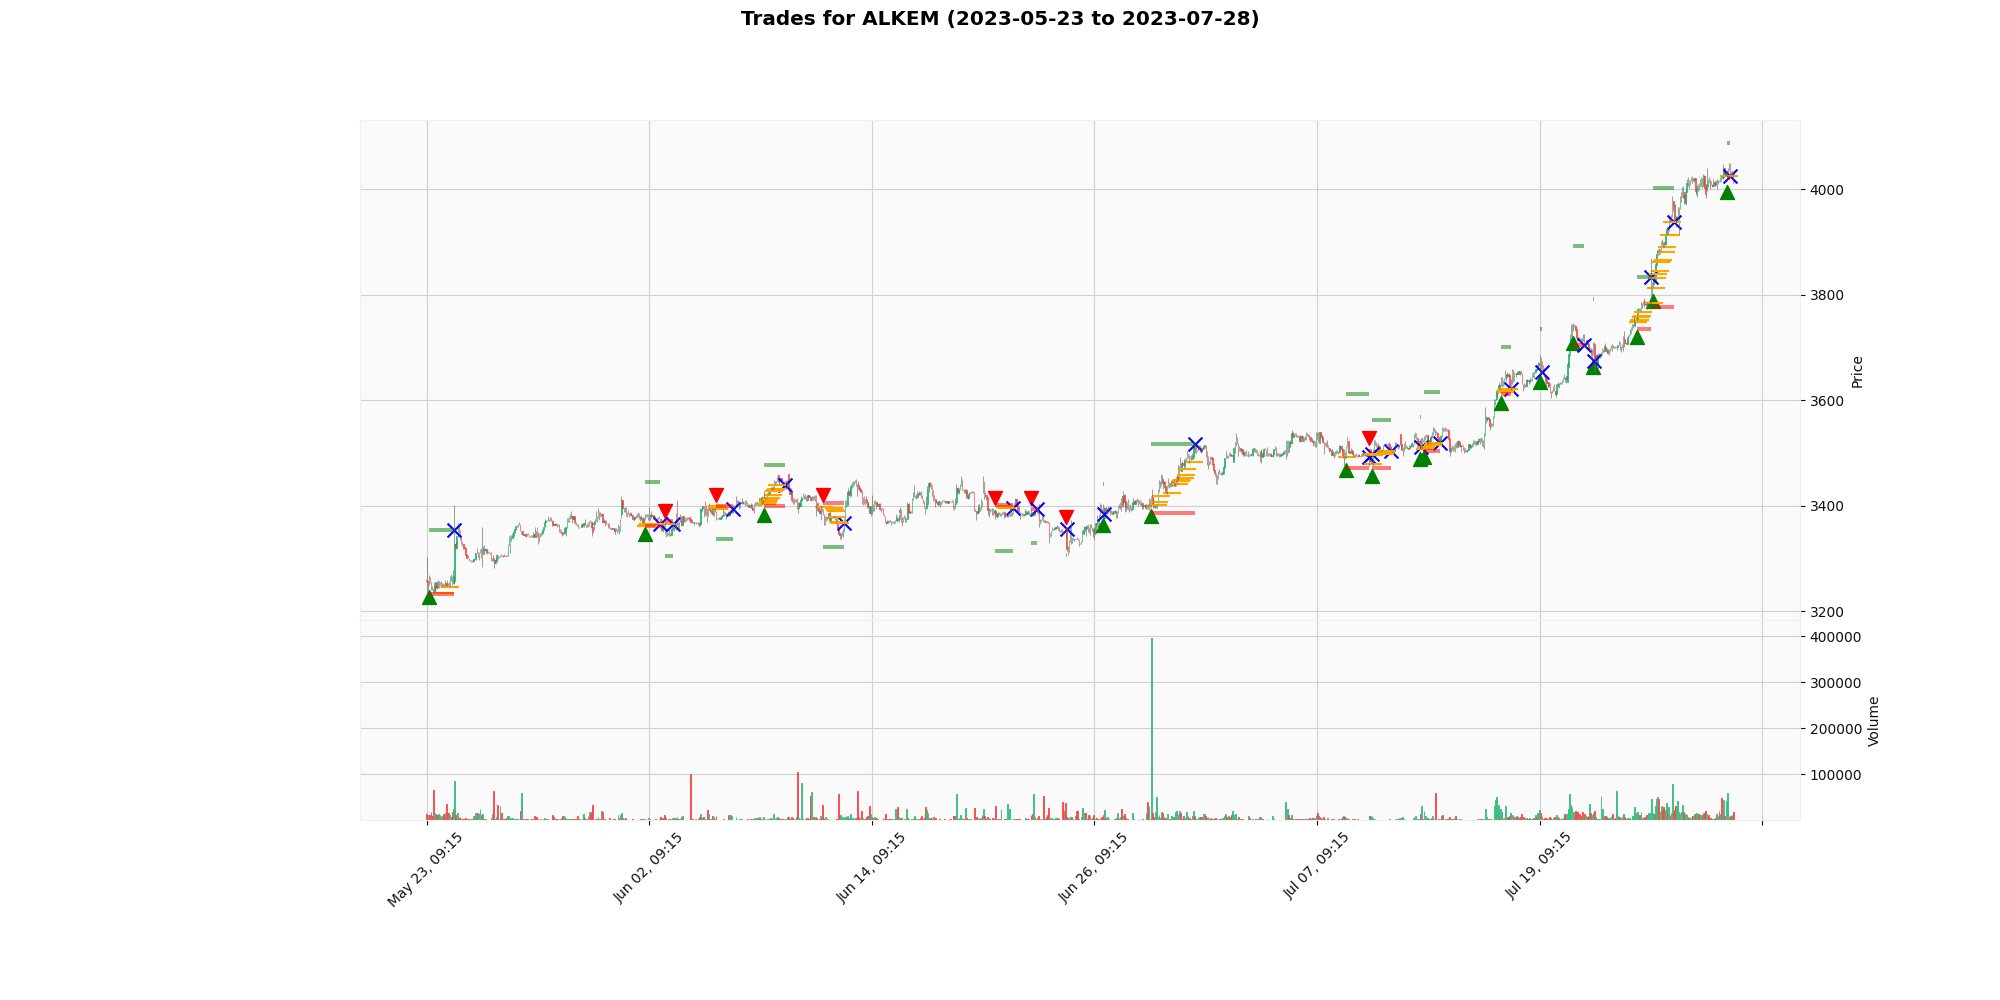 Trades for ALKEM (2023-05-23 to 2023-07-28)
4000
3800
3600
3400
3200
Price
400000
300000
200000
100000
Volume
May 23, 09:15
Jun 02, 09:15
Jun 14, 09:15
Jun 26, 09:15
Jul 07, 09:15
Jul 19, 09:15